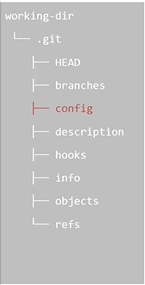 working-dir
└── .git
├── HEAD
├── branches
├── config
├── description
├── hooks
├── info
├── objects
└── refs